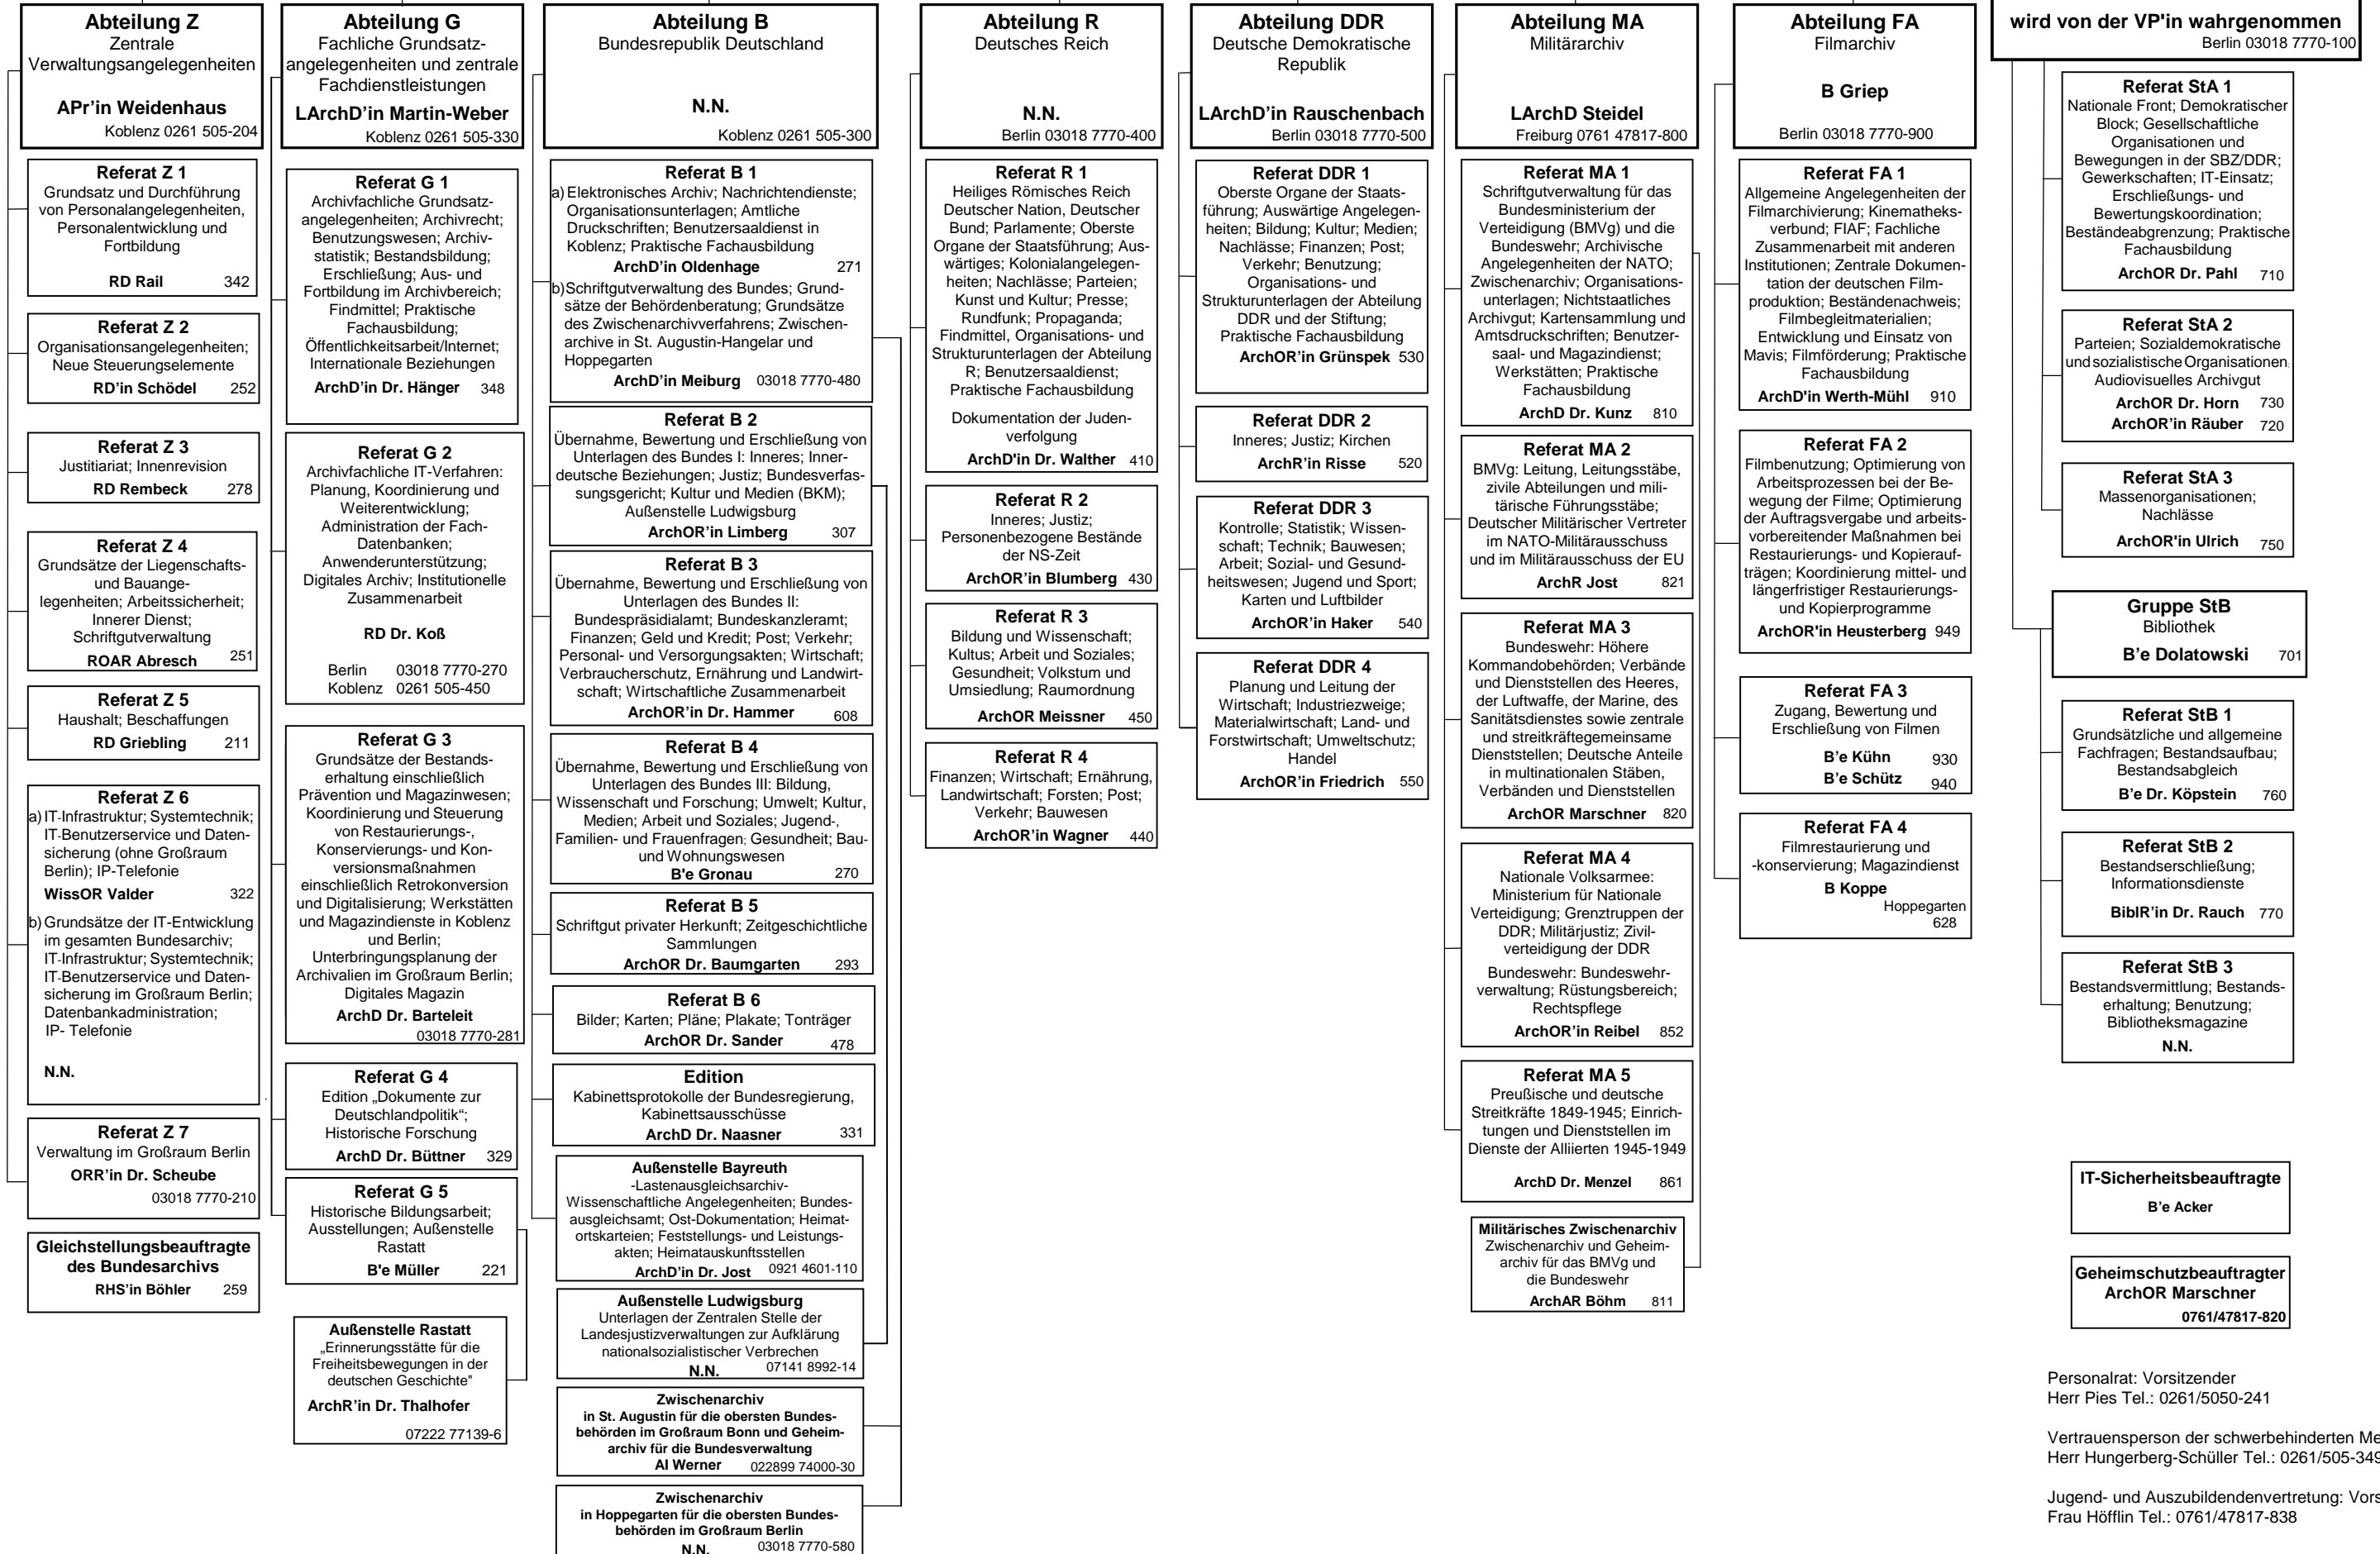 Abteilung Z
Zentrale
Verwaltungsangelegenheiten
APr'in Weidenhaus
Koblenz 0261 505-204
Referat Z 1
Grundsatz und Durchführung
von Personalangelegenheiten,
Personalentwicklung und
Fortbildung
RD Rail 342
Referat Z 2
Organisationsangelegenheiten;
Neue Steuerungselemente
RD'in Schödel 252
Referat Z 3
Justitiariat; Innenrevision
RD Rembeck 278
Referat Z 4
Grundsätze der Liegenschafts-
und Bauange-
legenheiten; Arbeitssicherheit;
Innerer Dienst;
Schriftgutverwaltung
ROAR Abresch 251
Referat Z 5
Haushalt; Beschaffungen
RD Griebling 211
Referat Z 6
a) IT-Infrastruktur; Systemtechnik;
IT-Benutzerservice und Daten-
sicherung (ohne Großraum
Berlin); IP-Telefonie
WissOR Valder 322
b) Grundsätze der IT-Entwicklung
im gesamten Bundesarchiv;
IT-Infrastruktur; Systemtechnik;
IT-Benutzerservice und Daten-
sicherung im Großraum Berlin;
Datenbankadministration;
IP- Telefonie
N.N.
Referat Z 7
Verwaltung im Großraum Berlin
ORR'in Dr. Scheube
03018 7770-210
Gleichstellungsbeauftragte
des Bundesarchivs
RHS'in Böhler 259
Abteilung G
Fachliche Grundsatz-
angelegenheiten und zentrale
Fachdienstleistungen
LArchD'in Martin-Weber
Koblenz 0261 505-330
Referat G 1
Archivfachliche Grundsatz-
angelegenheiten; Archivrecht;
Benutzungswesen; Archiv-
statistik; Bestandsbildung;
Erschließung; Aus- und
Fortbildung im Archivbereich;
Findmittel; Praktische
Fachausbildung;
Öffentlichkeitsarbeit/Internet;
Internationale Beziehungen
ArchD'in Dr. Hänger 348
Referat G 2
Archivfachliche IT-Verfahren:
Planung, Koordinierung und
Weiterentwicklung;
Administration der Fach-
Datenbanken;
Anwenderunterstützung;
Digitales Archiv; Institutionelle
Zusammenarbeit
RD Dr. Koß
Berlin 03018 7770-270
Koblenz 0261 505-450
Referat G 3
Grundsätze der Bestands-
erhaltung einschließlich
Prävention und Magazinwesen;
Koordinierung und Steuerung
von Restaurierungs-,
Konservierungs- und Kon-
versionsmaßnahmen
einschließlich Retrokonversion
und Digitalisierung; Werkstätten
und Magazindienste in Koblenz
und Berlin;
Unterbringungsplanung der
Archivalien im Großraum Berlin;
Digitales Magazin
ArchD Dr. Barteleit
03018 7770-281
Referat G 4
Edition „Dokumente zur
Deutschlandpolitik“;
Historische Forschung
ArchD Dr. Büttner 329
Referat G 5
Historische Bildungsarbeit;
Ausstellungen; Außenstelle
Rastatt
B'e Müller 221
Außenstelle Rastatt
„Erinnerungsstätte für die
Freiheitsbewegungen in der
deutschen Geschichte"
ArchR'in Dr. Thalhofer
07222 77139-6
Abteilung B
Bundesrepublik Deutschland
N.N.
Koblenz 0261 505-300
Referat B 1
a) Elektronisches Archiv; Nachrichtendienste;
Organisationsunterlagen; Amtliche
Druckschriften; Benutzersaaldienst in
Koblenz; Praktische Fachausbildung
ArchD'in Oldenhage 271
b) Schriftgutverwaltung des Bundes; Grund-
sätze der Behördenberatung; Grundsätze
des Zwischenarchivverfahrens; Zwischen-
archive in St. Augustin-Hangelar und
Hoppegarten
ArchD'in Meiburg 03018 7770-480
Referat B 2
Übernahme, Bewertung und Erschließung von
Unterlagen des Bundes I: Inneres; Inner-
deutsche Beziehungen; Justiz; Bundesverfas-
sungsgericht; Kultur und Medien (BKM);
Außenstelle Ludwigsburg
ArchOR'in Limberg 307
Referat B 3
Übernahme, Bewertung und Erschließung von
Unterlagen des Bundes II:
Bundespräsidialamt; Bundeskanzleramt;
Finanzen; Geld und Kredit; Post; Verkehr;
Personal- und Versorgungsakten; Wirtschaft;
Verbraucherschutz, Ernährung und Landwirt-
schaft; Wirtschaftliche Zusammenarbeit
ArchOR'in Dr. Hammer 608
Referat B 4
Übernahme, Bewertung und Erschließung von
Unterlagen des Bundes III: Bildung,
Wissenschaft und Forschung; Umwelt; Kultur,
Medien; Arbeit und Soziales; Jugend-,
Familien- und Frauenfragen; Gesundheit; Bau-
und Wohnungswesen
B'e Gronau 270
Referat B 5
Schriftgut privater Herkunft; Zeitgeschichtliche
Sammlungen
ArchOR Dr. Baumgarten 293
Referat B 6
Bilder; Karten; Pläne; Plakate; Tonträger
ArchOR Dr. Sander 478
Edition
Kabinettsprotokolle der Bundesregierung,
Kabinettsausschüsse
ArchD Dr. Naasner 331
Außenstelle Bayreuth
-Lastenausgleichsarchiv-
Wissenschaftliche Angelegenheiten; Bundes-
ausgleichsamt; Ost-Dokumentation; Heimat-
ortskarteien; Feststellungs- und Leistungs-
akten; Heimatauskunftsstellen
ArchD'in Dr. Jost 0921 4601-110
Außenstelle Ludwigsburg
Unterlagen der Zentralen Stelle der
Landesjustizverwaltungen zur Aufklärung
nationalsozialistischer Verbrechen
N.N. 07141 8992-14
Zwischenarchiv
in St. Augustin für die obersten Bundes-
behörden im Großraum Bonn und Geheim-
archiv für die Bundesverwaltung
AI Werner 022899 74000-30
Zwischenarchiv
in Hoppegarten für die obersten Bundes-
behörden im Großraum Berlin
N.N. 03018 7770-580
Abteilung R
Deutsches Reich
N.N.
Berlin 03018 7770-400
Referat R 1
Heiliges Römisches Reich
Deutscher Nation, Deutscher
Bund; Parlamente; Oberste
Organe der Staatsführung; Aus-
wärtiges; Kolonialangelegen-
heiten; Nachlässe; Parteien;
Kunst und Kultur; Presse;
Rundfunk; Propaganda;
Findmittel, Organisations- und
Strukturunterlagen der Abteilung
R; Benutzersaaldienst;
Praktische Fachausbildung
Dokumentation der Juden-
verfolgung
ArchD'in Dr. Walther 410
Referat R 2
Inneres; Justiz;
Personenbezogene Bestände
der NS-Zeit
ArchOR'in Blumberg 430
Referat R 3
Bildung und Wissenschaft;
Kultus; Arbeit und Soziales;
Gesundheit; Volkstum und
Umsiedlung; Raumordnung
ArchOR Meissner 450
Referat R 4
Finanzen; Wirtschaft; Ernährung,
Landwirtschaft; Forsten; Post;
Verkehr; Bauwesen
ArchOR'in Wagner 440
Abteilung DDR
Deutsche Demokratische
Republik
LArchD'in Rauschenbach
Berlin 03018 7770-500
Referat DDR 1
Oberste Organe der Staats-
führung; Auswärtige Angelegen-
heiten; Bildung; Kultur; Medien;
Nachlässe; Finanzen; Post;
Verkehr; Benutzung;
Organisations- und
Strukturunterlagen der Abteilung
DDR und der Stiftung;
Praktische Fachausbildung
ArchOR'in Grünspek 530
Referat DDR 2
Inneres; Justiz; Kirchen
ArchR'in Risse 520
Referat DDR 3
Kontrolle; Statistik; Wissen-
schaft; Technik; Bauwesen;
Arbeit; Sozial- und Gesund-
heitswesen; Jugend und Sport;
Karten und Luftbilder
ArchOR'in Haker 540
Referat DDR 4
Planung und Leitung der
Wirtschaft; Industriezweige;
Materialwirtschaft; Land- und
Forstwirtschaft; Umweltschutz;
Handel
ArchOR'in Friedrich 550
Abteilung MA
Militärarchiv
LArchD Steidel
Freiburg 0761 47817-800
Referat MA 1
Schriftgutverwaltung für das
Bundesministerium der
Verteidigung (BMVg) und die
Bundeswehr; Archivische
Angelegenheiten der NATO;
Zwischenarchiv; Organisations-
unterlagen; Nichtstaatliches
Archivgut; Kartensammlung und
Amtsdruckschriften; Benutzer-
saal- und Magazindienst;
Werkstätten; Praktische
Fachausbildung
ArchD Dr. Kunz 810
Referat MA 2
BMVg: Leitung, Leitungsstäbe,
zivile Abteilungen und mili-
tärische Führungsstäbe;
Deutscher Militärischer Vertreter
im NATO-Militärausschuss
und im Militärausschuss der EU
ArchR Jost 821
Referat MA 3
Bundeswehr: Höhere
Kommandobehörden; Verbände
und Dienststellen des Heeres,
der Luftwaffe, der Marine, des
Sanitätsdienstes sowie zentrale
und streitkräftegemeinsame
Dienststellen; Deutsche Anteile
in multinationalen Stäben,
Verbänden und Dienststellen
ArchOR Marschner 820
Referat MA 4
Nationale Volksarmee:
Ministerium für Nationale
Verteidigung; Grenztruppen der
DDR; Militärjustiz; Zivil-
verteidigung der DDR
Bundeswehr: Bundeswehr-
verwaltung; Rüstungsbereich;
Rechtspflege
ArchOR'in Reibel 852
Referat MA 5
Preußische und deutsche
Streitkräfte 1849-1945; Einrich-
tungen und Dienststellen im
Dienste der Alliierten 1945-1949
ArchD Dr. Menzel 861
Militärisches Zwischenarchiv
Zwischenarchiv und Geheim-
archiv für das BMVg und
die Bundeswehr
ArchAR Böhm 811
Abteilung FA
Filmarchiv
B Griep
Berlin 03018 7770-900
Referat FA 1
Allgemeine Angelegenheiten der
Filmarchivierung; Kinematheks-
verbund; FIAF; Fachliche
Zusammenarbeit mit anderen
Institutionen; Zentrale Dokumen-
tation der deutschen Film-
produktion; Beständenachweis;
Filmbegleitmaterialien;
Entwicklung und Einsatz von
Mavis; Filmförderung; Praktische
Fachausbildung
ArchD'in Werth-Mühl 910
Referat FA 2
Filmbenutzung; Optimierung von
Arbeitsprozessen bei der Be-
wegung der Filme; Optimierung
der Auftragsvergabe und arbeits-
vorbereitender Maßnahmen bei
Restaurierungs- und Kopierauf-
trägen; Koordinierung mittel- und
längerfristiger Restaurierungs-
und Kopierprogramme
ArchOR'in Heusterberg 949
Referat FA 3
Zugang, Bewertung und
Erschließung von Filmen
B'e Kühn 930
B'e Schütz 940
Referat FA 4
Filmrestaurierung und
-konservierung; Magazindienst
B Koppe
Hoppegarten
628
wird von der VP'in wahrgenommen
Berlin 03018 7770-100
Referat StA 1
Nationale Front; Demokratischer
Block; Gesellschaftliche
Organisationen und
Bewegungen in der SBZ/DDR;
Gewerkschaften; IT-Einsatz;
Erschließungs- und
Bewertungskoordination;
Beständeabgrenzung; Praktische
Fachausbildung
ArchOR Dr. Pahl 710
Referat StA 2
Parteien; Sozialdemokratische
und sozialistische Organisationen;
Audiovisuelles Archivgut
ArchOR Dr. Horn 730
ArchOR'in Räuber 720
Referat StA 3
Massenorganisationen;
Nachlässe
ArchOR'in Ulrich 750
Gruppe StB
Bibliothek
B'e Dolatowski 701
Referat StB 1
Grundsätzliche und allgemeine
Fachfragen; Bestandsaufbau;
Bestandsabgleich
B'e Dr. Köpstein 760
Referat StB 2
Bestandserschließung;
Informationsdienste
BiblR'in Dr. Rauch 770
Referat StB 3
Bestandsvermittlung; Bestands-
erhaltung; Benutzung;
Bibliotheksmagazine
N.N.
IT-Sicherheitsbeauftragte
B'e Acker
Geheimschutzbeauftragter
ArchOR Marschner
0761/47817-820
Personalrat: Vorsitzender
Herr Pies Tel.: 0261/5050-241
Vertrauensperson der schwerbehinderten Me
Herr Hungerberg-Schüller Tel.: 0261/505-349
Jugend- und Auszubildendenvertretung: Vors
Frau Höfflin Tel.: 0761/47817-838